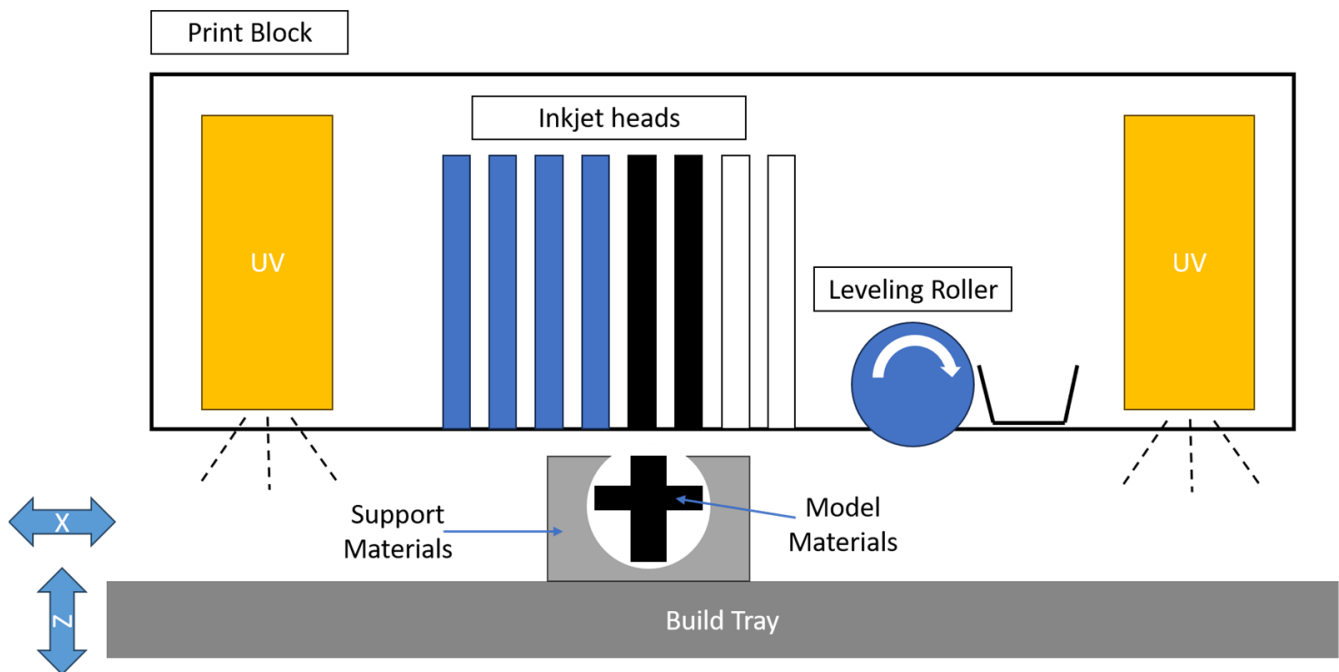 Print Block
Inkjet heads
UV
UV
Leveling Roller
Support
Materials
Model
Materials
X
Z
Build Tray